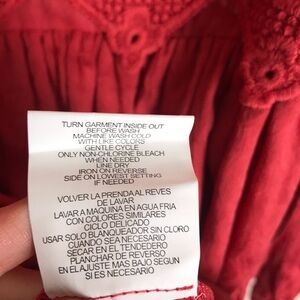 TURN GARMENT INSIDE OUT
BEFORE WASH
MACHINE WASH COLD
WITH LIKE COLORS
GENTLE CYCLE
ONLY NON-CHLORINE BLEACH
WHEN NEEDED
LINE DRY
IRON ON REVERSE
SIDE ON LOWEST SETTING
IF NEEDED
VOLVER LA PRENDA AL REVES
DE LAVAR
LAVAR A MAQUINA EN AGUA FRIA
CON COLORES SIMILARES
CICLO DELICADO
USAR SOLO BLANQUEADOR SIN CLORO
CUANDO SEA NECESARIO
SECAR EN EL TENDEDERO
PLANCHAR DE REVERSO
EN EL AJUSTE MAS BAJO SEGUN
SI ES NECESARIO